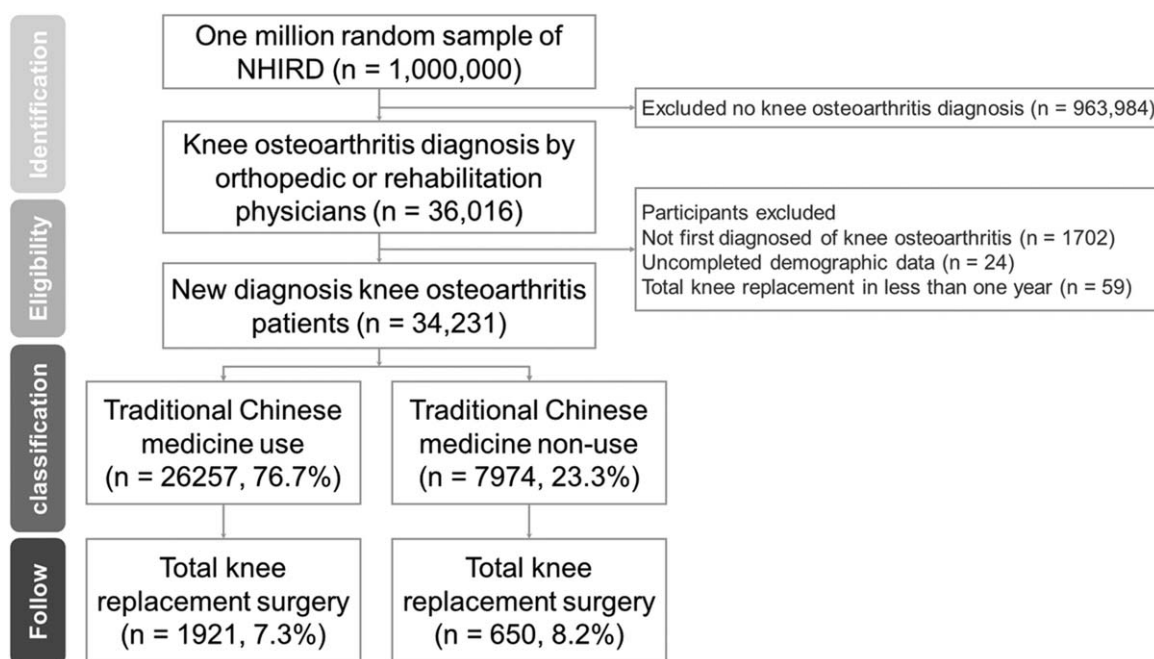 Identification
One million random sample of
NHIRD (n = 1,000,000)
Excluded no knee osteoarthritis diagnosis (n = 963,984)
Knee osteoarthritis diagnosis by
orthopedic or rehabilitation
physicians (n = 36,016)
Eligibility
Participants excluded
Not first diagnosed of knee osteoarthritis (n = 1702)
Uncompleted demographic data (n = 24)
Total knee replacement in less than one year (n = 59)
New diagnosis knee osteoarthritis
patients (n = 34,231)
classification
Traditional Chinese
medicine use
(n = 26257, 76.7%)
Traditional Chinese
medicine non-use
(n = 7974, 23.3%)
Follow
Total knee
replacement surgery
(n = 1921, 7.3%)
Total knee
replacement surgery
(n = 650, 8.2%)